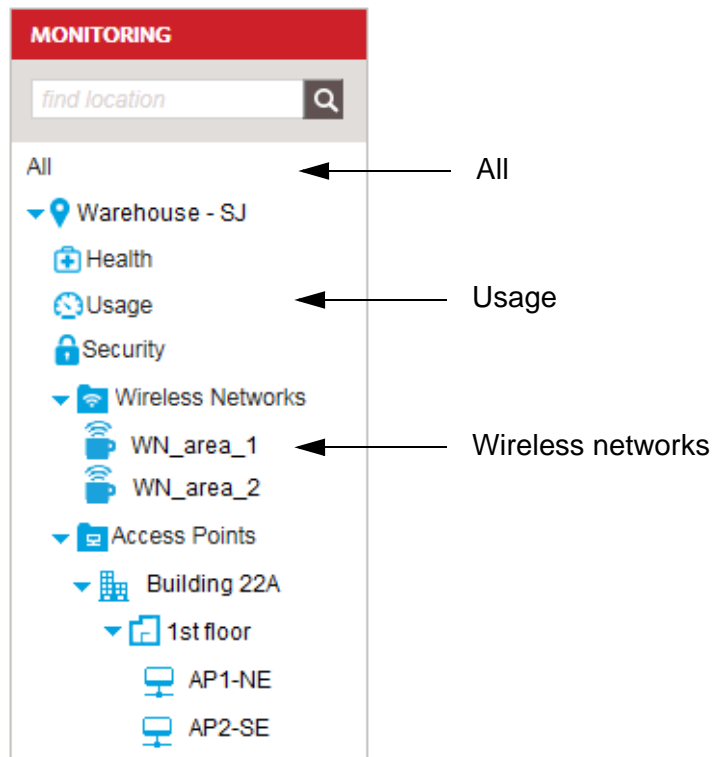 MONITORING
find location
All
All
Warehouse - SJ
Health
Usage
Usage
Security
Wireless Networks
WN_area_1
Wireless networks
WN_area_2
Access Points
Building 22A
1st floor
AP1-NE
AP2-SE